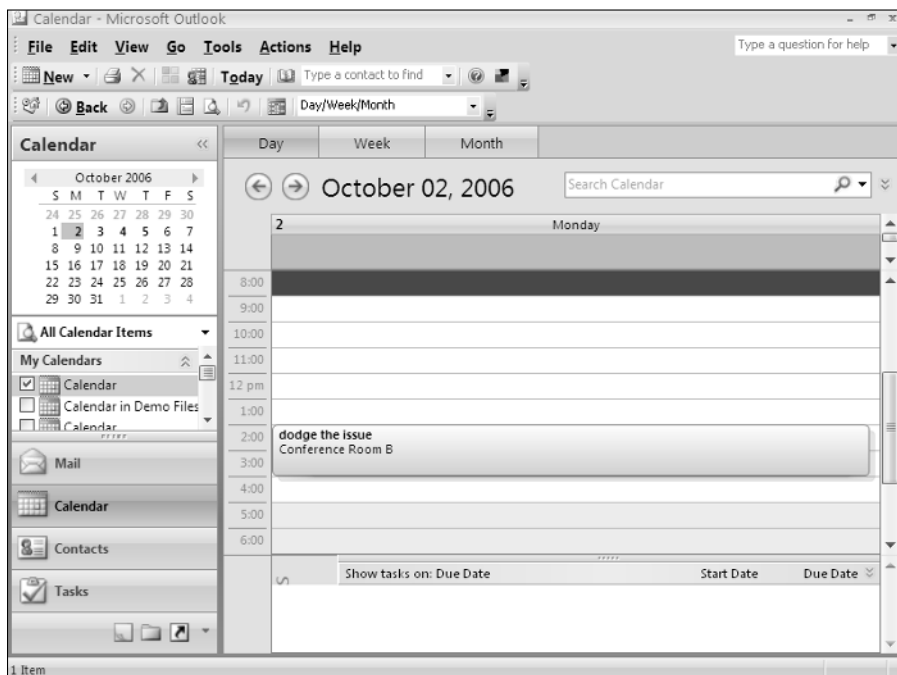 Calendar - Microsoft Outlook
File Edit View Go Tools Actions Help
Type a question for help
New Today Type a contact to find
Back Day/Week/Month
Calendar
Day Week Month
October 2006
S M T W T F S
24 25 26 27 28 29 30
1 2 3 4 5 6 7
8 9 10 11 12 13 14
15 16 17 18 19 20 21
22 23 24 25 26 27 28
29 30 31 1 2 3 4
October 02, 2006
Search Calendar
2 Monday
All Calendar Items
My Calendars
Calendar
Calendar in Demo Files
Calendar
Mail
Calendar
Contacts
Tasks
8:00
9:00
10:00
11:00
12 pm
1:00
2:00
dodge the issue
Conference Room B
3:00
4:00
5:00
6:00
S
Show tasks on: Due Date Start Date Due Date
1 Item